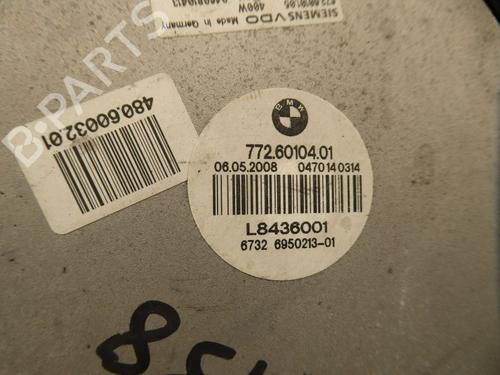 SIEMENS VDO
Made in Germany
400W
480.60032.01
BMW
772.60104.01
06.05.2008 0470140314
L8436001
6732 6950213-01
B-PARTS